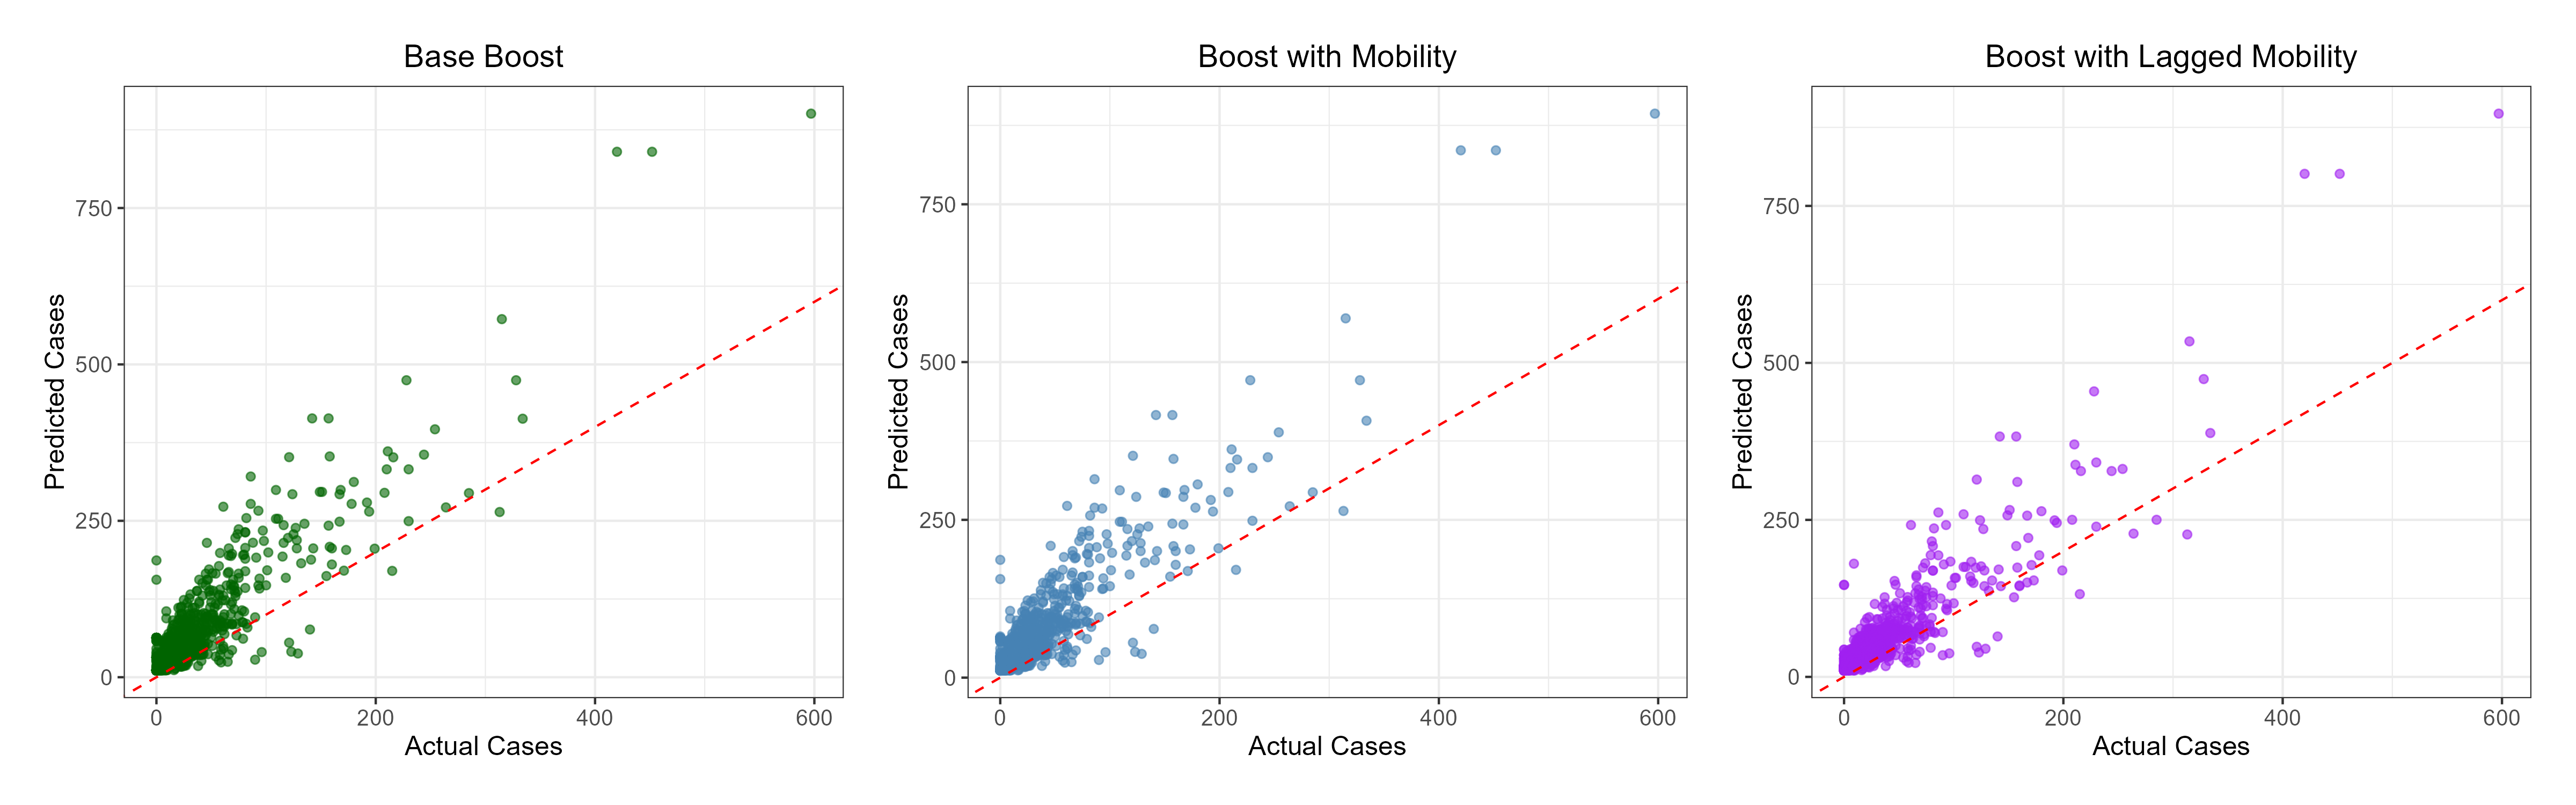 Base Boost
Predicted Cases
750
500
250
0
0 200 400 600
Actual Cases
Boost with Mobility
Predicted Cases
750
500
250
0
0 200 400 600
Actual Cases
Boost with Lagged Mobility
Predicted Cases
750
500
250
0
0 200 400 600
Actual Cases